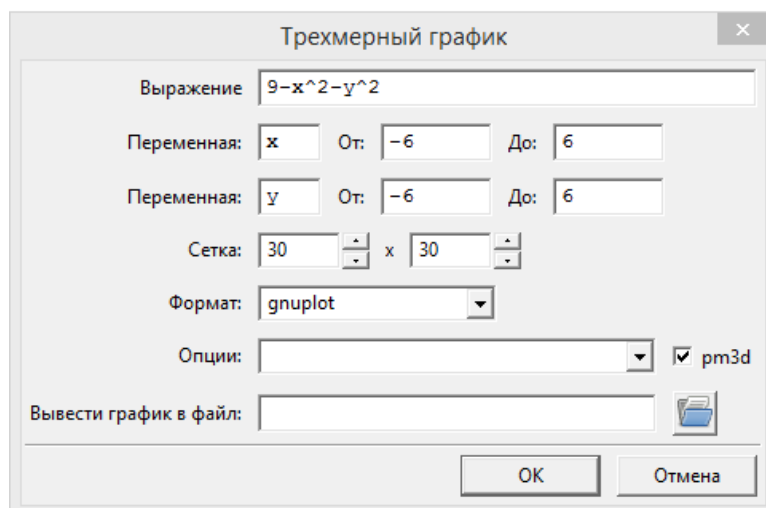 Трехмерный график
Выражение 9-x^2-y^2
Переменная: x От: -6 До: 6
Переменная: y От: -6 До: 6
Сетка: 30 x 30
Формат: gnuplot
Опции: pm3d
Вывести график в файл:
OK Отмена